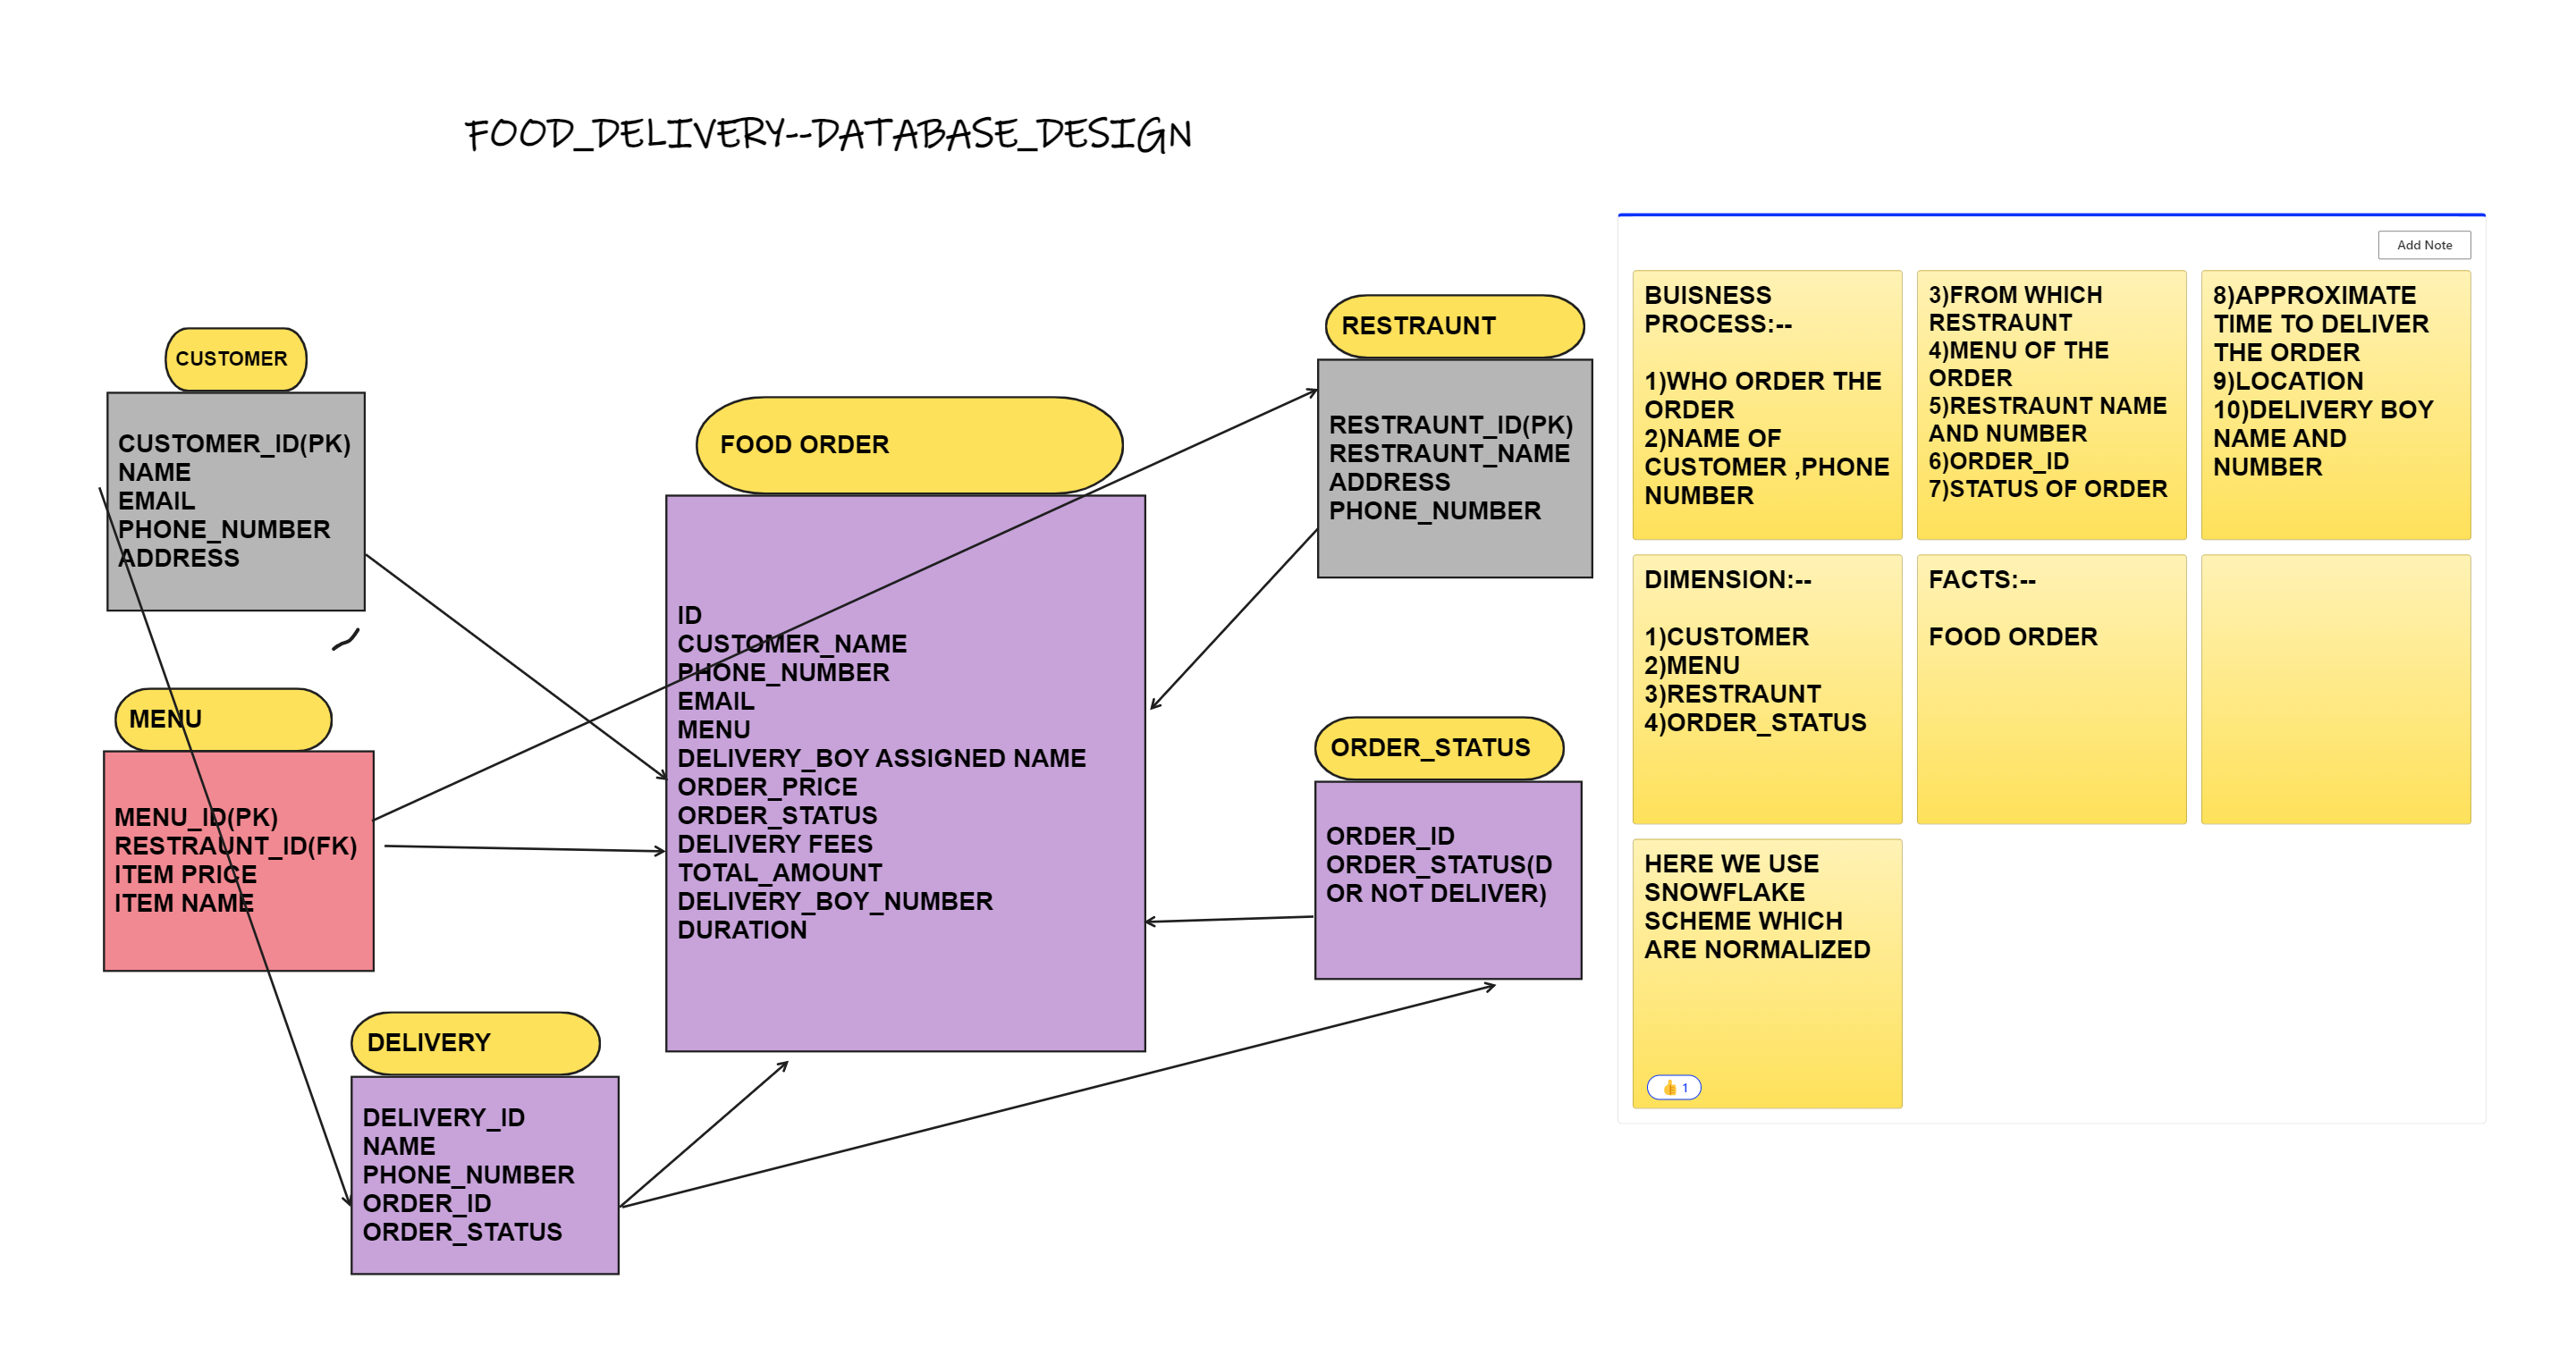 FOOD_DELIVERY--DATABASE_DESIGN
CUSTOMER
CUSTOMER_ID(PK)
NAME
EMAIL
PHONE_NUMBER
ADDRESS
MENU
MENU_ID(PK)
RESTRAUNT_ID(FK)
ITEM PRICE
ITEM NAME
DELIVERY
DELIVERY_ID
NAME
PHONE_NUMBER
ORDER_ID
ORDER_STATUS
FOOD ORDER
ID
CUSTOMER_NAME
PHONE_NUMBER
EMAIL
MENU
DELIVERY_BOY ASSIGNED NAME
ORDER_PRICE
ORDER_STATUS
DELIVERY FEES
TOTAL_AMOUNT
DELIVERY_BOY_NUMBER
DURATION
RESTRAUNT
RESTRAUNT_ID(PK)
RESTRAUNT_NAME
ADDRESS
PHONE_NUMBER
ORDER_STATUS
ORDER_ID
ORDER_STATUS(D
OR NOT DELIVER)
Add Note
BUISNESS
PROCESS:--
1)WHO ORDER THE
ORDER
2)NAME OF
CUSTOMER ,PHONE
NUMBER
3)FROM WHICH
RESTRAUNT
4)MENU OF THE
ORDER
5)RESTRAUNT NAME
AND NUMBER
6)ORDER_ID
7)STATUS OF ORDER
8)APPROXIMATE
TIME TO DELIVER
THE ORDER
9)LOCATION
10)DELIVERY BOY
NAME AND
NUMBER
DIMENSION:--
1)CUSTOMER
2)MENU
3)RESTRAUNT
4)ORDER_STATUS
FACTS:--
FOOD ORDER
HERE WE USE
SNOWFLAKE
SCHEME WHICH
ARE NORMALIZED
👍 1